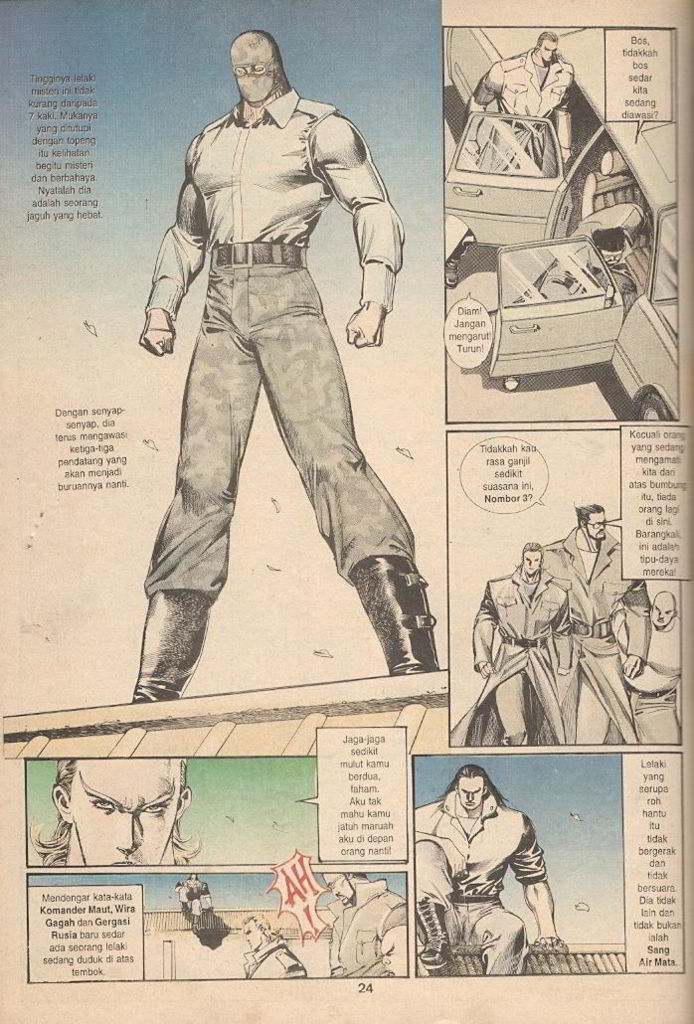 Tingginya lelaki
misteri ini tidak
kurang daripada
7 kaki. Mukanya
yang ditutupi
dengan topeng
itu kelihatan
begitu misteri
dan berbahaya.
Nyatalah dia
adalah seorang
jaguh yang hebat.
Dengan senyap-
senyap, dia
terus mengawasi
ketiga-tiga
pendatang yang
akan menjadi
buruannya nanti.
Bos,
tidakkah
bos
sedar
kita
sedang
diawasi?
Diam!
Jangan
mengarut!
Turun!
Tidakkah kau
rasa ganjil
sedikit
suasana ini,
Nombor 3?
Kecuali orang
yang sedang
mengamati
kita dari
atas bumbung
itu, tiada
orang lagi
di sini.
Barangkali,
ini adalah
tipu-daya
mereka!
Jaga-jaga
sedikit
mulut kamu
berdua,
faham.
Aku tak
mahu kamu
jatuh maruah
aku di depan
orang nanti!
Mendengar kata-kata
Komander Maut, Wira
Gagah dan Gergasi
Rusia baru sedar
ada seorang lelaki
sedang duduk di atas
tembok.
AH
!
Lelaki
yang
serupa
roh
hantu
itu
tidak
bergerak
dan
tidak
bersuara.
Dia tidak
lain dan
tidak bukan
ialah
Sang
Air Mata.
24